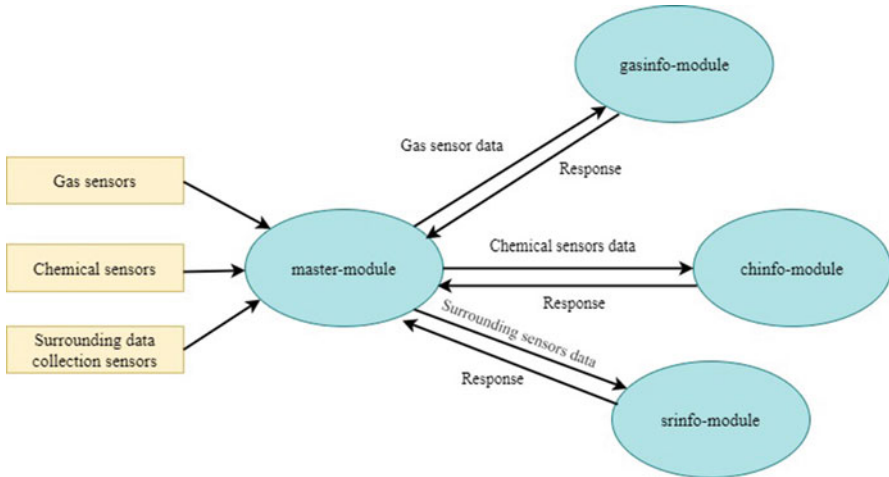 gasinfo-module
Gas sensor data
Response
Gas sensors
Chemical sensors
Surrounding data
collection sensors
master-module
Chemical sensors data
Response
chinfo-module
Surrounding sensors data
Response
srinfo-module